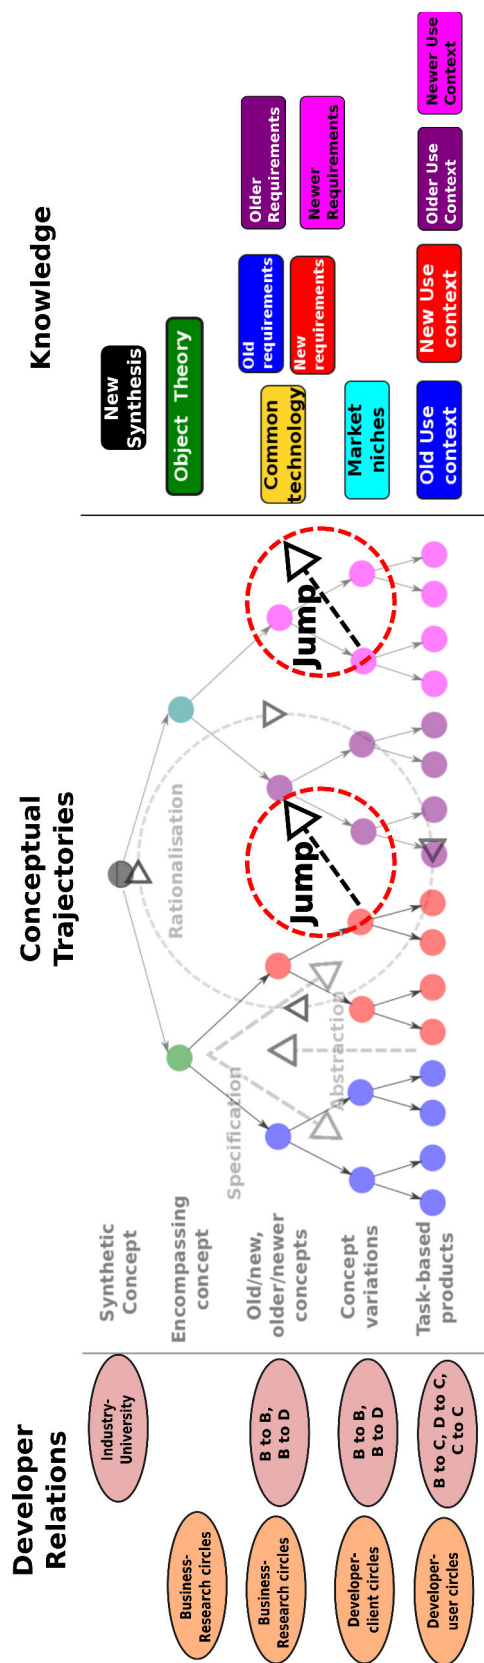 Developer
Relations
Conceptual
Trajectories
Knowledge
Industry-
University
Synthetic
Concept
New
Synthesis
Business-
Research circles
Encompassing
concept
Rationalisation
Object Theory
Business-
Research circles
B to B,
B to D
Old/new,
older/newer
concepts
Specification
Jump
Jump
Common
technology
Old
requirements
New
requirements
Older
Requirements
Newer
Requirements
Developer-
client circles
B to B,
B to D
Concept
variations
Abstraction
Market
niches
Developer-
user circles
B to C, D to C,
C to C
Task-based
products
Old Use
context
New Use
context
Older Use
Context
Newer Use
Context